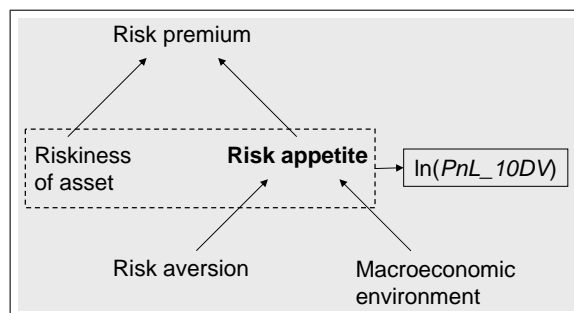 Risk premium
Riskiness
of asset
Risk appetite
ln(PnL_10DV)
Risk aversion
Macroeconomic
environment